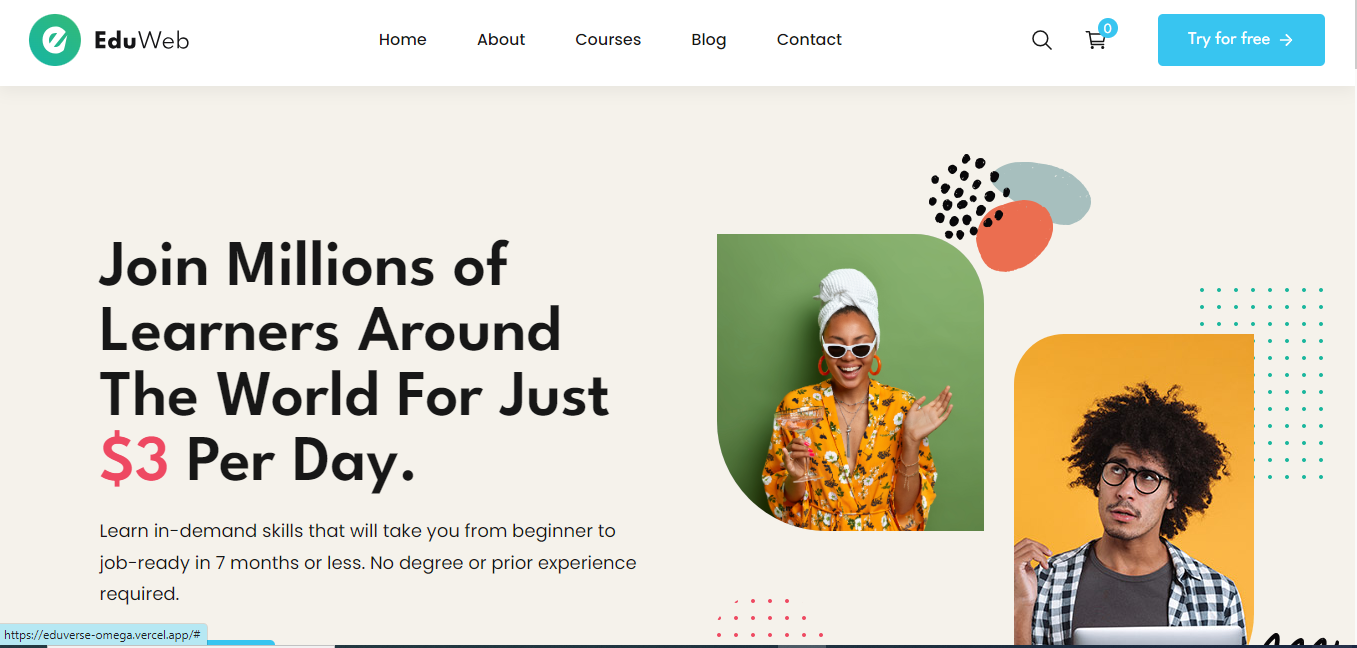 EduWeb
Home About Courses Blog Contact
0
Try for free →
Join Millions of
Learners Around
The World For Just
$3 Per Day.
Learn in-demand skills that will take you from beginner to
job-ready in 7 months or less. No degree or prior experience
required.
https://eduverse-omega.vercel.app/#